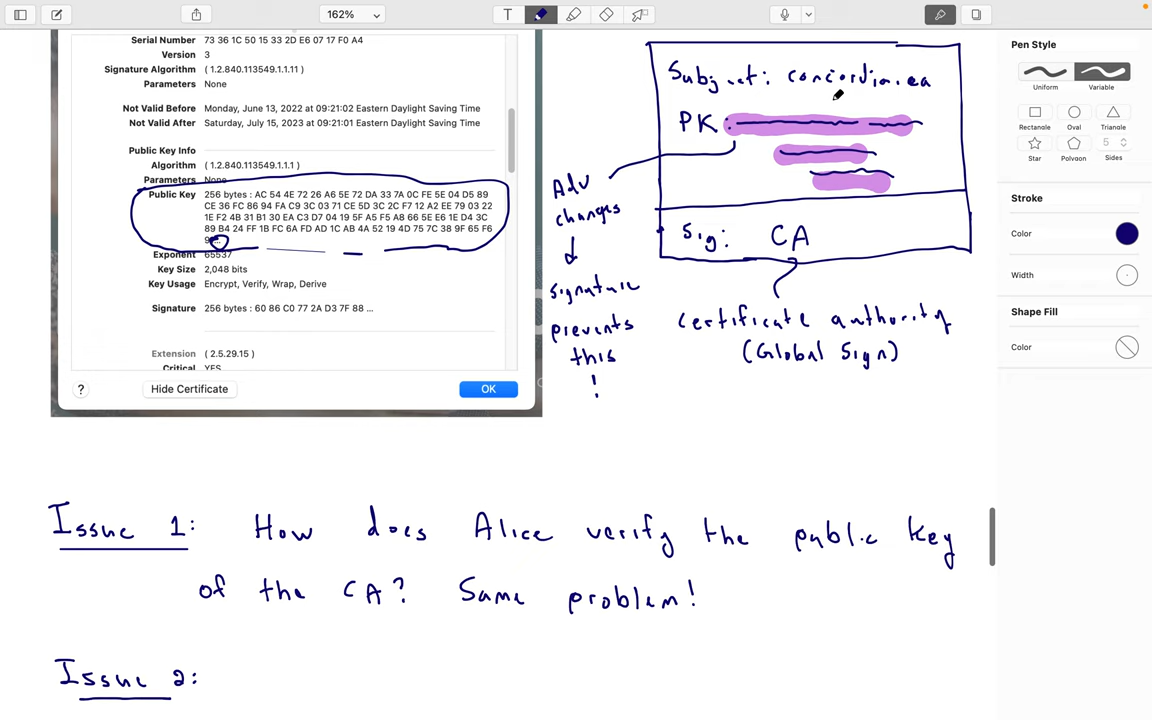 162%
T
Serial Number 73 36 1C 50 15 33 2D E6 07 17 F0 A4
Version 3
Signature Algorithm ( 1.2.840.113549.1.1.11 )
Parameters None
Not Valid Before Monday, June 13, 2022 at 09:21:02 Eastern Daylight Saving Time
Not Valid After Saturday, July 15, 2023 at 09:21:01 Eastern Daylight Saving Time
Public Key Info
Algorithm ( 1.2.840.113549.1.1.1 )
Parameters None
Public Key 256 bytes : AC 54 4E 72 26 A6 5E 72 DA 33 7A 0C FE 5E 04 D5 89
CE 36 FC 86 94 FA C9 3C 03 71 CE 5D 3C 2C F7 12 A2 EE 79 03 22
1E F2 4B 31 B1 30 EA C3 D7 04 19 5F A5 F5 A8 66 5E E6 1E D4 3C
89 B4 24 FF 1B FC 6A FD AD 1C AB 4A 52 19 4D 75 7C 38 9F 65 F6
Exponent 65537
Key Size 2,048 bits
Key Usage Encrypt, Verify, Wrap, Derive
Signature 256 bytes : 60 86 C0 77 2A D3 7F 88 ...
Extension ( 2.5.29.15 )
Critical YES
?
Hide Certificate
OK
Subject: concordia.ca
PK:
Sig: CA
Adv
changes
signature
prevents
this
!
certificate authority
(Global Sign)
Issue 1: How does Alice verify the public key
of the CA? Same problem!
Issue 2:
Pen Style
Uniform Variable
Rectangle Oval Triangle
5
Star Polygon Sides
Stroke
Color
Width
Shape Fill
Color